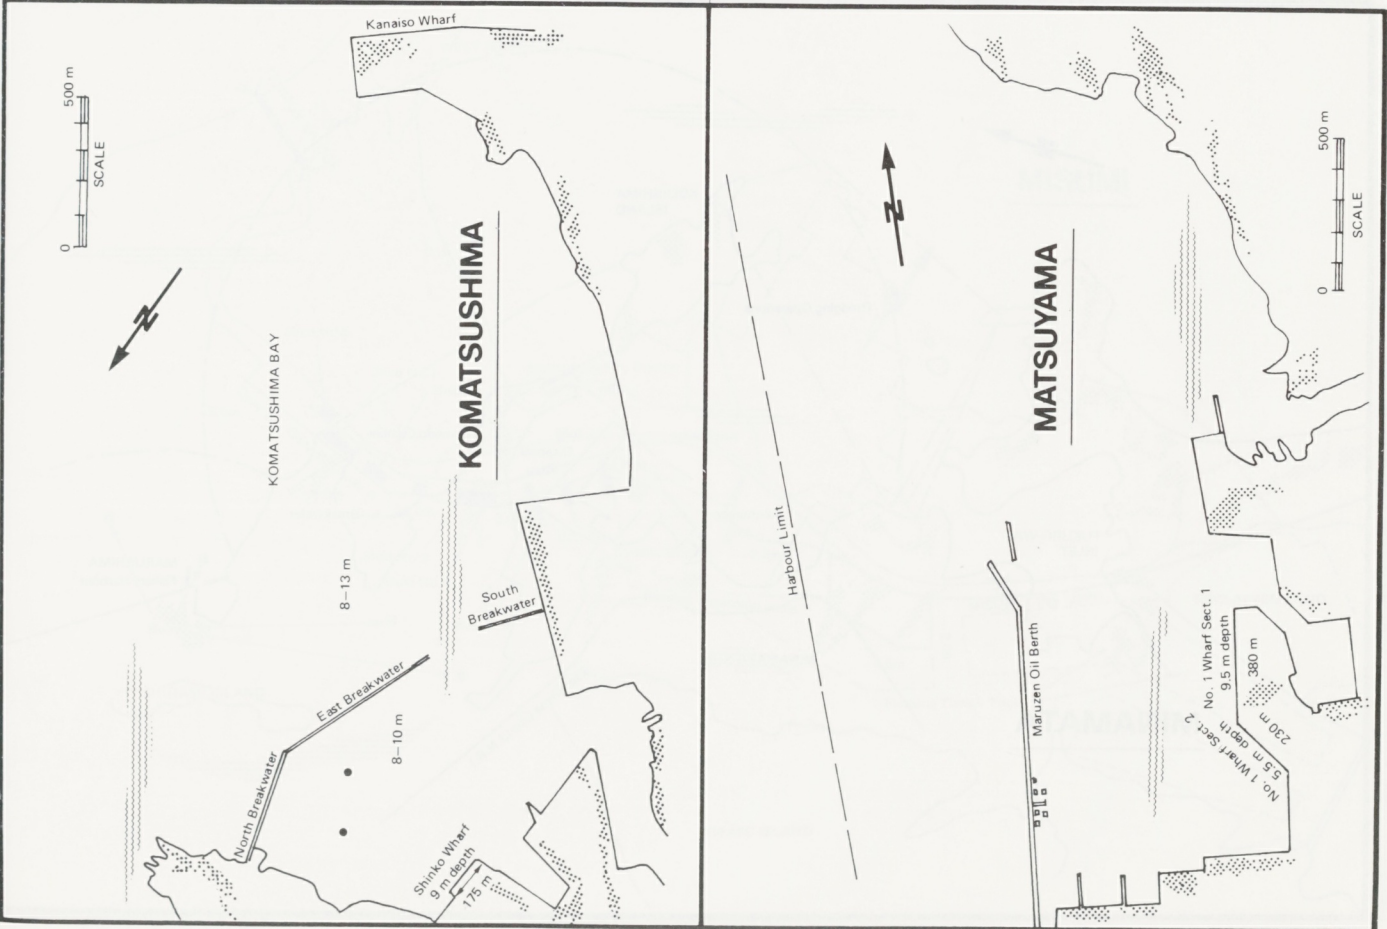 Kanaiso Wharf
500 m
0
SCALE
N
KOMATSUSHIMA BAY
KOMATSUSHIMA
8–13 m
South
Breakwater
East Breakwater
8–10 m
North Breakwater
Shinko Wharf
9 m depth
175 m
N
500 m
0
SCALE
MATSUYAMA
Harbour Limit
Maruzen Oil Berth
No. 1 Wharf Sect. 1
9.5 m depth
380 m
No. 1 Wharf Sect. 2
5.5 m depth
230 m